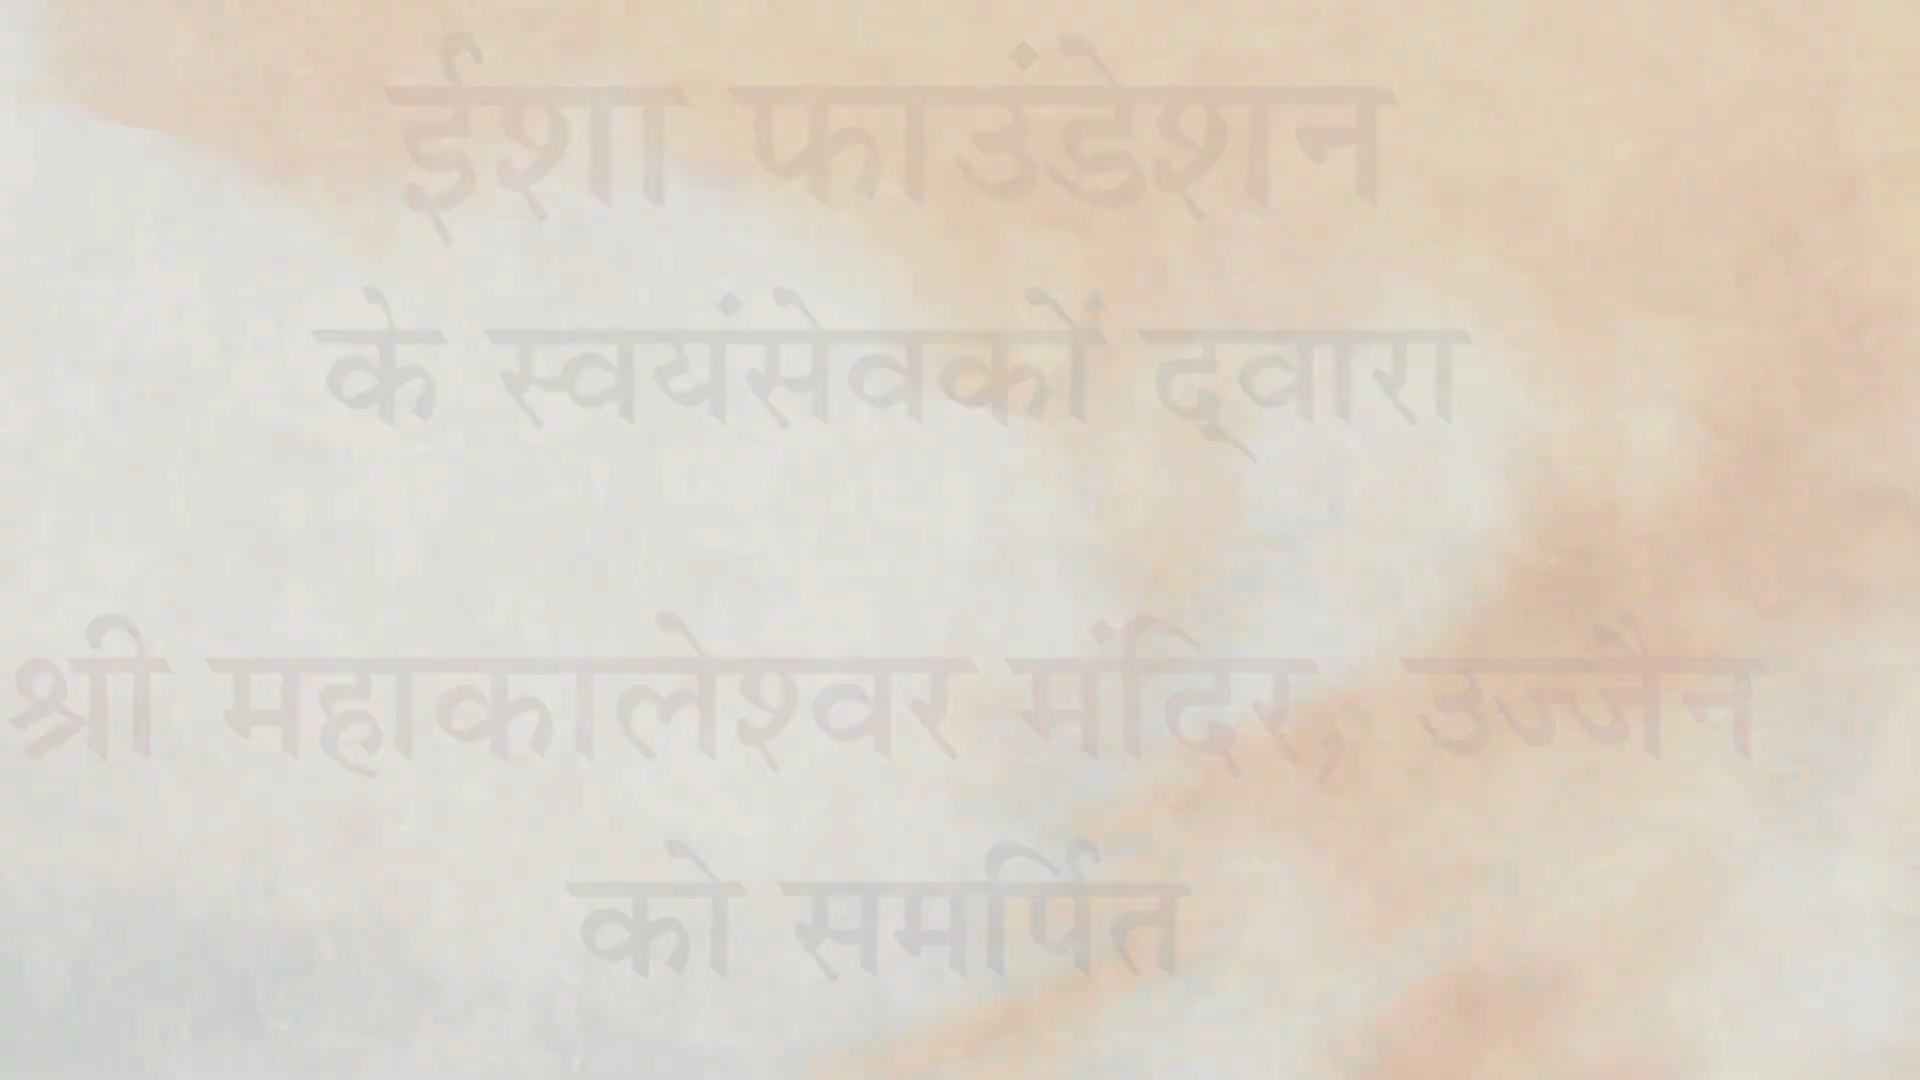 ईशा फाउंडेशन
के स्वयंसेवकों द्वारा
श्री महाकालेश्वर मंदिर, उज्जैन
को समर्पित